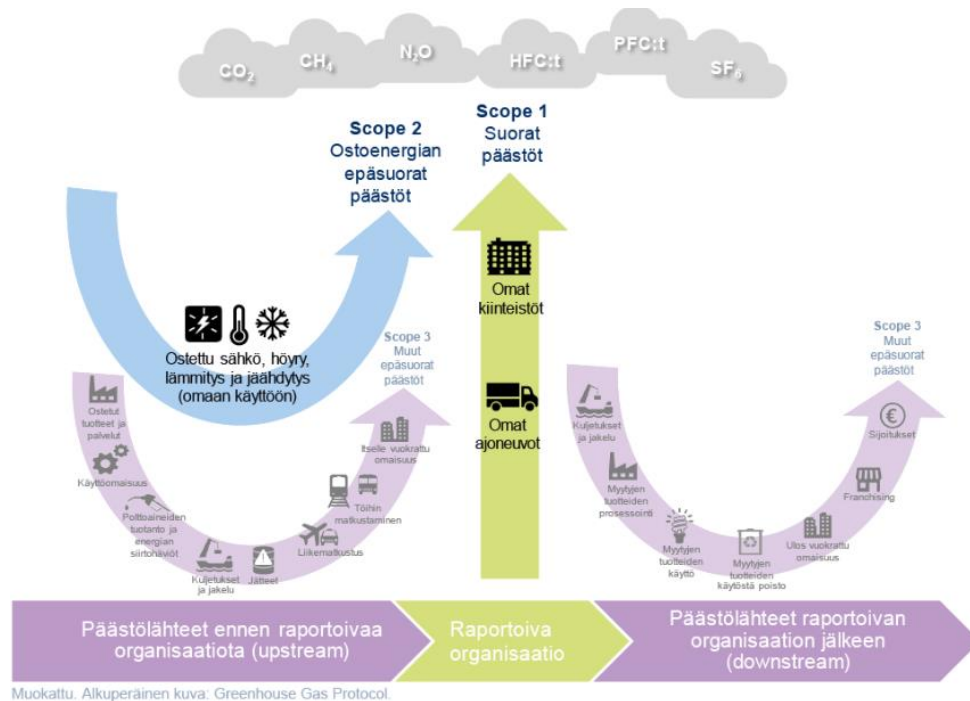 CO₂
CH₄
N₂O
HFC:t
PFC:t
SF₆
Scope 2
Ostoenergian
epäsuorat
päästöt
Scope 1
Suorat
päästöt
Ostettu sähkö, höyry,
lämmitys ja jäähdytys
(omaan käyttöön)
Omat
kiinteistöt
Omat
ajoneuvot
Scope 3
Muut
epäsuorat
päästöt
Ostetut
tuotteet ja
palvelut
Käyttöomaisuus
Polttoaineiden
tuotanto ja
energian
siirtohäviöt
Kuljetukset
ja jakelu
Jätteet
Liikematkustus
Töihin
matkustaminen
Itselle vuokrattu
omaisuus
Scope 3
Muut
epäsuorat
päästöt
Kuljetukset
ja jakelu
Myytyjen
tuotteiden
prosessointi
Myytyjen
tuotteiden
käyttö
Myytyjen
tuotteiden
käytöstä poisto
Ulos vuokrattu
omaisuus
Franchising
€
Sijoitukset
Päästölähteet ennen raportoivaa
organisaatiota (upstream)
Raportoiva
organisaatio
Päästölähteet raportoivan
organisaation jälkeen
(downstream)
Muokattu. Alkuperäinen kuva: Greenhouse Gas Protocol.